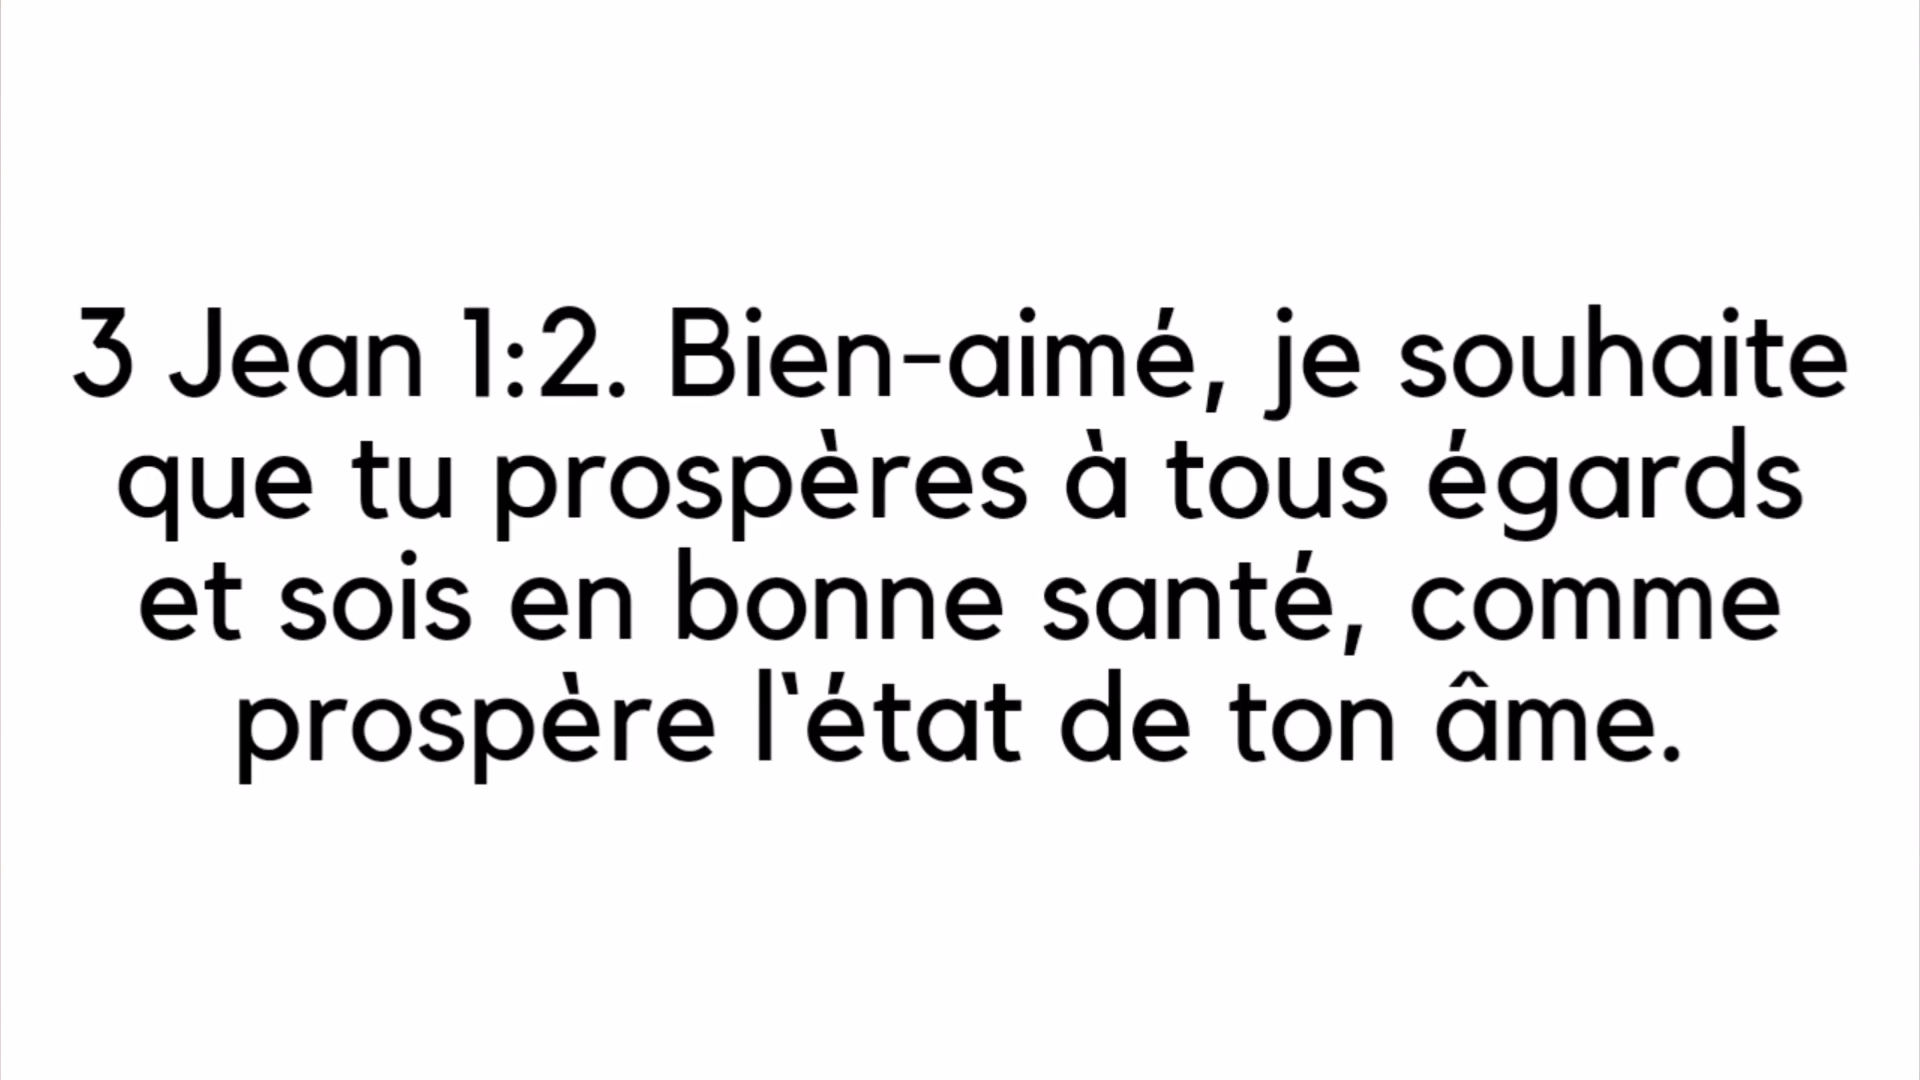 3 Jean 1:2. Bien-aimé, je souhaite
que tu prospères à tous égards
et sois en bonne santé, comme
prospère l‵état de ton âme.